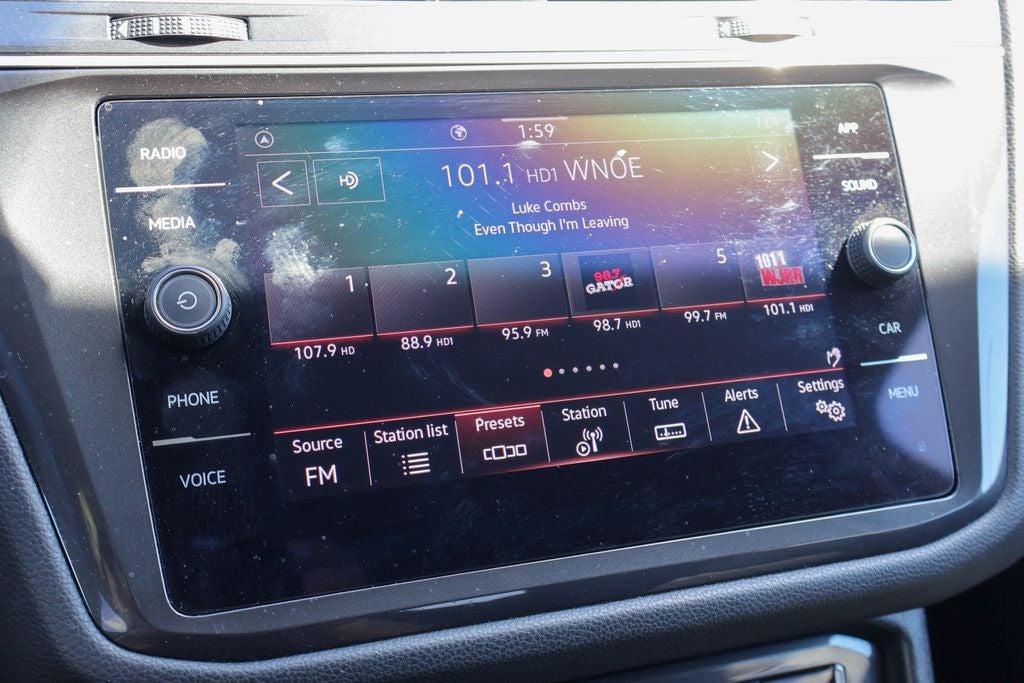 RADIO
MEDIA
PHONE
VOICE
1:59
101.1 HD1 WNOE
Luke Combs
Even Though I'm Leaving
1
2
3
5
98.7
GATOR
101.1
WJRR
107.9 HD
88.9 HD1
95.9 FM
98.7 HD1
99.7 FM
101.1 HD1
Source
FM
Station list
Presets
Station
Tune
Alerts
Settings
APP
SOUND
CAR
MENU